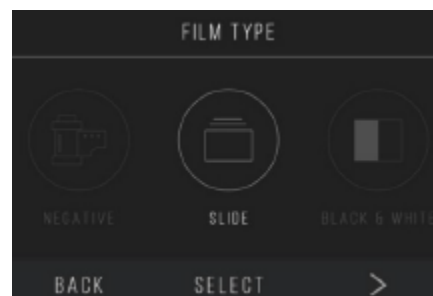 FILM TYPE
NEGATIVE
SLIDE
BLACK & WHITE
BACK
SELECT
>